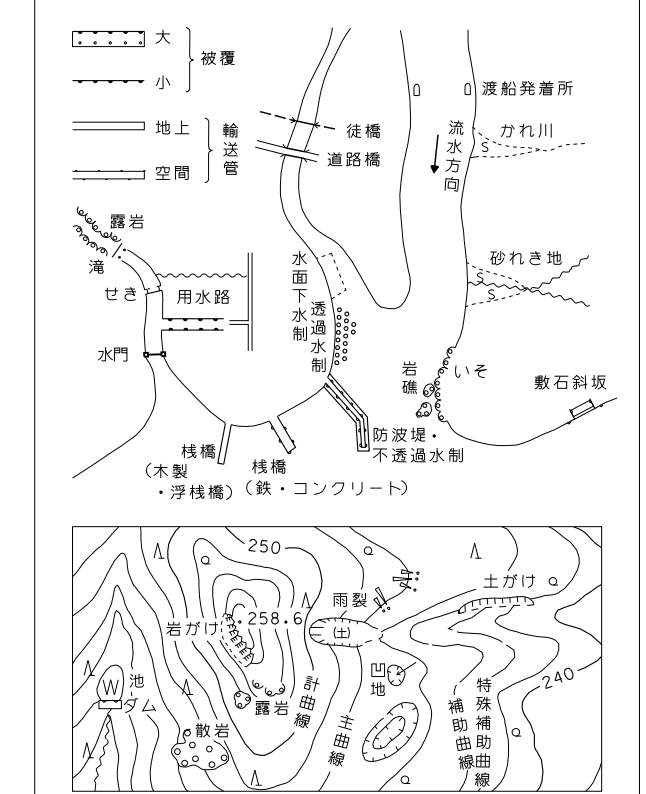 大
小
被覆
地上
空間
輸送管
徒橋
道路橋
渡船発着所
流水方向
かれ川
S
露岩
滝
せき
用水路
水門
水面下水制
透過水制
砂れき地
S
S
岩礁
いそ
敷石斜坂
防波堤・
不透過水制
桟橋
(木製
・浮桟橋)
桟橋
(鉄・コンクリート)
250
雨裂
土がけ
岩がけ
.258.6
(土)
凹地
池
W
ダム
露岩
散岩
計曲線
主曲線
補助曲線
特殊補助曲線
240